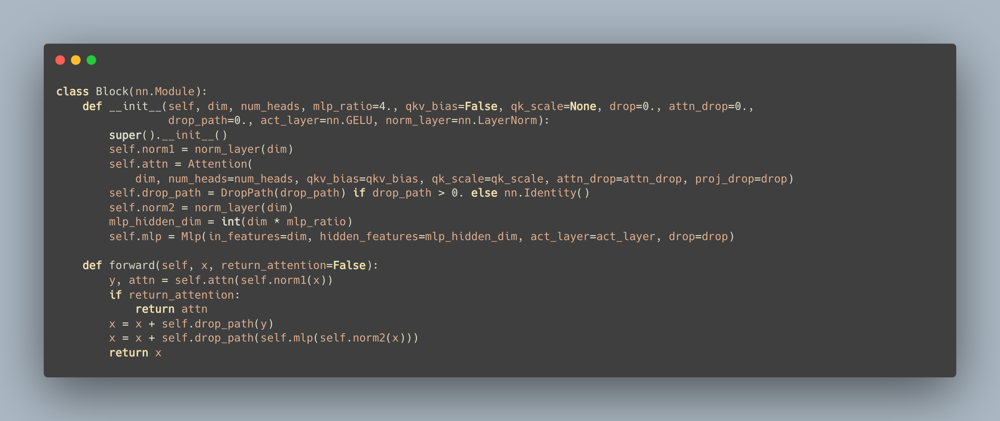 class Block(nn.Module):
    def __init__(self, dim, num_heads, mlp_ratio=4., qkv_bias=False, qk_scale=None, drop=0., attn_drop=0.,
                 drop_path=0., act_layer=nn.GELU, norm_layer=nn.LayerNorm):
        super().__init__()
        self.norm1 = norm_layer(dim)
        self.attn = Attention(
            dim, num_heads=num_heads, qkv_bias=qkv_bias, qk_scale=qk_scale, attn_drop=attn_drop, proj_drop=drop)
        self.drop_path = DropPath(drop_path) if drop_path > 0. else nn.Identity()
        self.norm2 = norm_layer(dim)
        mlp_hidden_dim = int(dim * mlp_ratio)
        self.mlp = Mlp(in_features=dim, hidden_features=mlp_hidden_dim, act_layer=act_layer, drop=drop)

    def forward(self, x, return_attention=False):
        y, attn = self.attn(self.norm1(x))
        if return_attention:
            return attn
        x = x + self.drop_path(y)
        x = x + self.drop_path(self.mlp(self.norm2(x)))
        return x